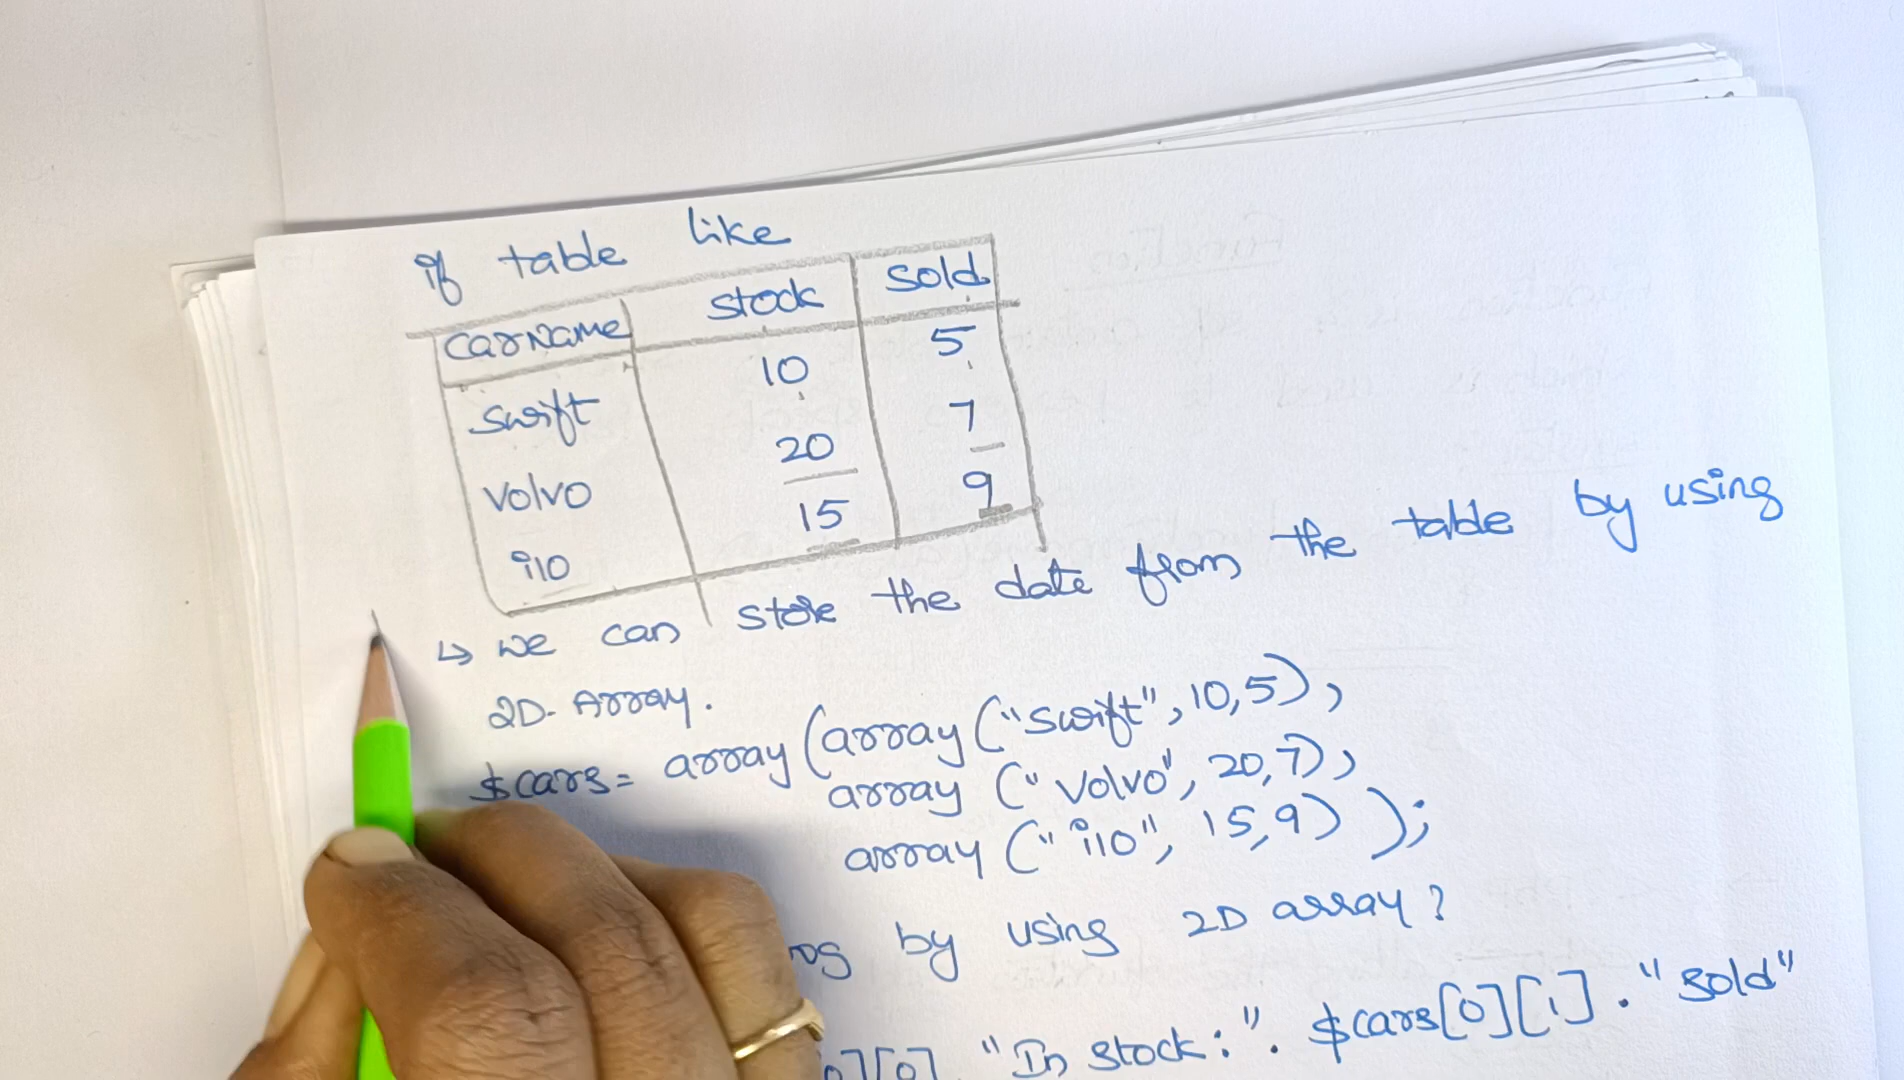 if table like
carName stock sold
swift 10 5
volvo 20 7
i10 15 9
↳ we can store the date from the table by using
2D-Array.
$cars= array(array("swift",10,5),
array("volvo",20,7),
array("i10", 15,9) );
by using 2D array?
][0] "In stock:". $cars[0][1]."sold"